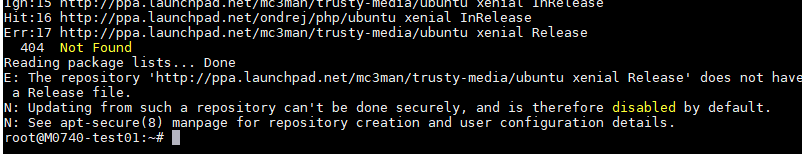 Ign:15 http://ppa.launchpad.net/mc3man/trusty-media/ubuntu xenial InRelease
Hit:16 http://ppa.launchpad.net/ondrej/php/ubuntu xenial InRelease
Err:17 http://ppa.launchpad.net/mc3man/trusty-media/ubuntu xenial Release
  404  Not Found
Reading package lists... Done
E: The repository 'http://ppa.launchpad.net/mc3man/trusty-media/ubuntu xenial Release' does not have
 a Release file.
N: Updating from such a repository can't be done securely, and is therefore disabled by default.
N: See apt-secure(8) manpage for repository creation and user configuration details.
root@M0740-test01:~#